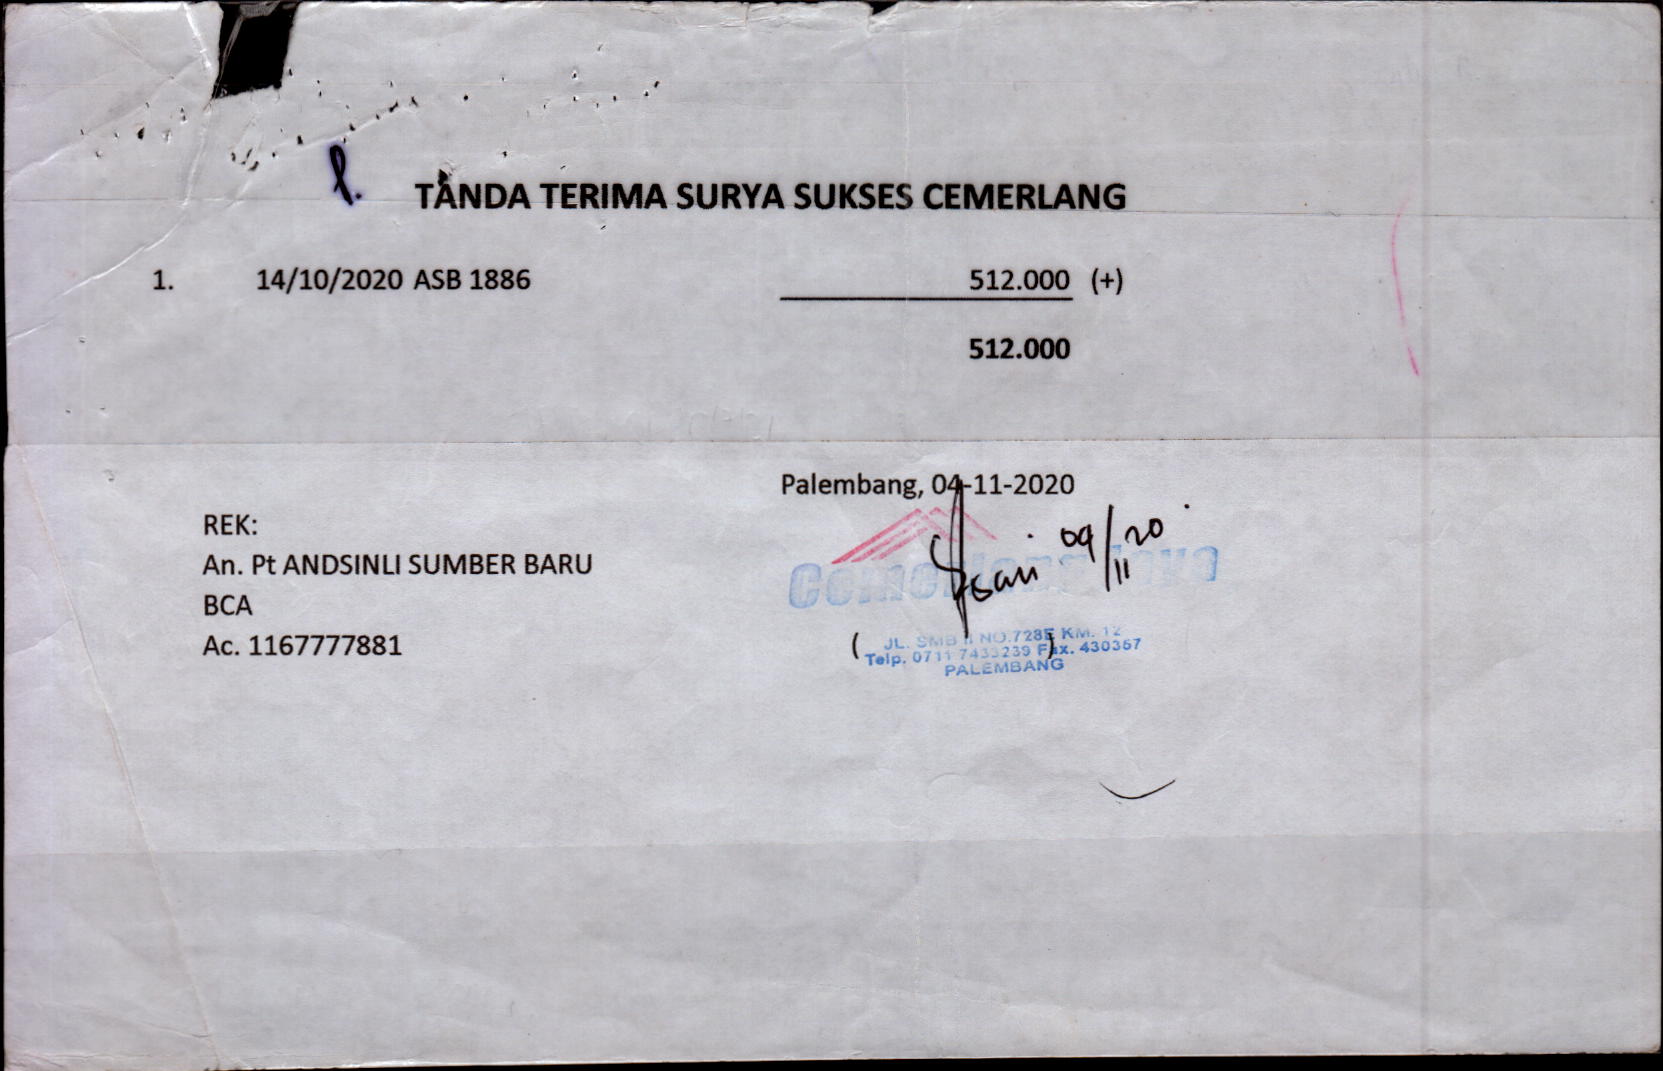 TANDA TERIMA SURYA SUKSES CEMERLANG
1. 14/10/2020 ASB 1886 512.000 (+)
512.000
Palembang, 04-11-2020
REK:
An. Pt ANDSINLI SUMBER BARU
BCA
Ac. 1167777881
09/11 20
Cemerlang Jaya
( )
JL. SMB II NO.728E KM. 12
Telp. 0711 7433239 Fax. 430367
PALEMBANG